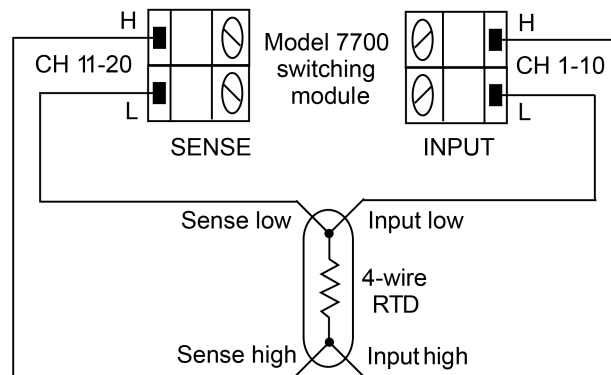 H
CH 11-20
L
SENSE
Model 7700
switching
module
H
CH 1-10
L
INPUT
Sense low
Input low
4-wire
RTD
Sense high
Input high